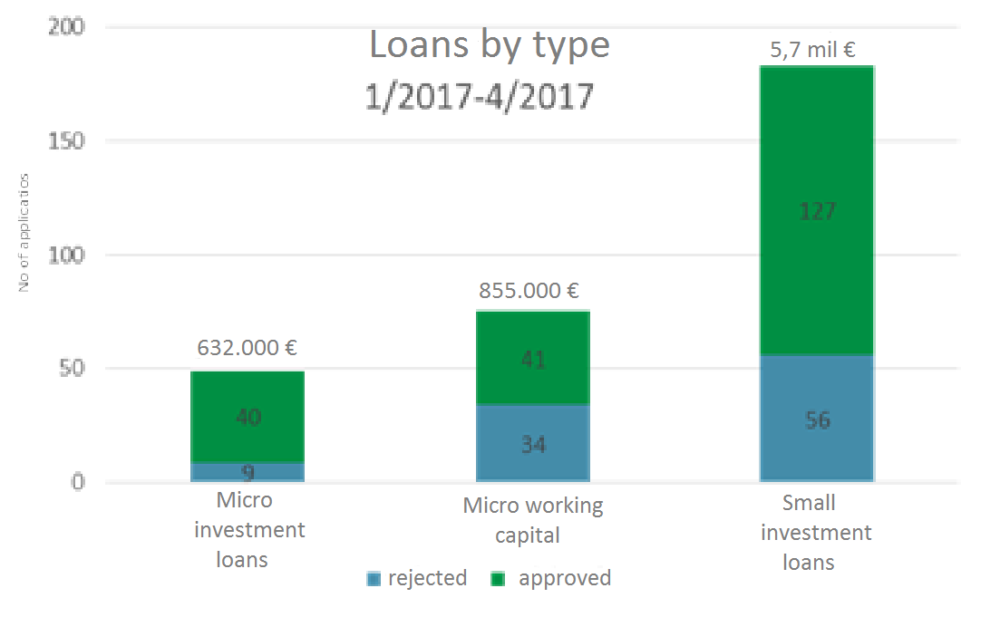 Loans by type
1/2017-4/2017
No of applicatios
200
150
100
50
0
632.000 €
40
9
855.000 €
41
34
5,7 mil €
127
56
Micro
investment
loans
Micro working
capital
Small
investment
loans
rejected
approved